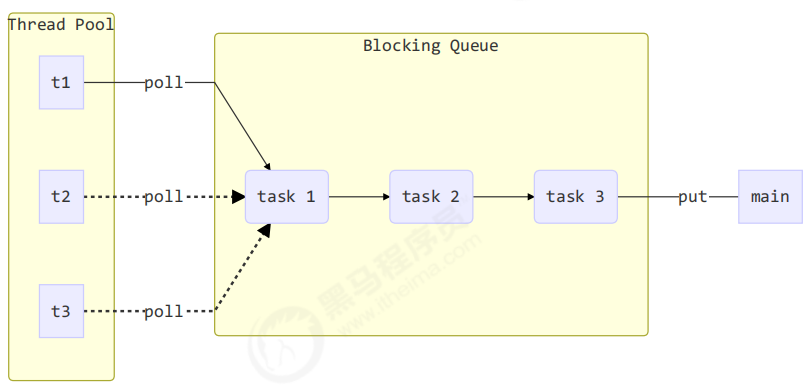 Thread Pool
Blocking Queue
t1
poll
t2
poll
task 1
task 2
task 3
put
main
t3
poll
黑马程序员
www.itheima.com